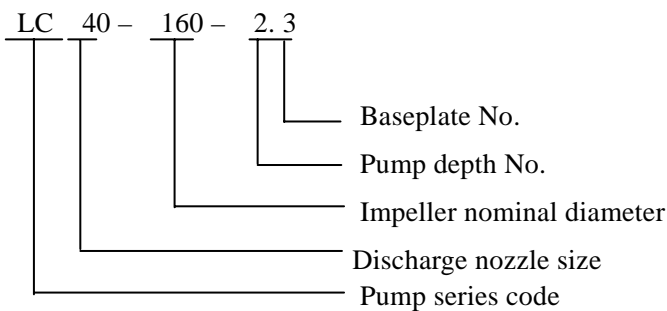 LC 40 – 160 – 2. 3
Baseplate No.
Pump depth No.
Impeller nominal diameter
Discharge nozzle size
Pump series code